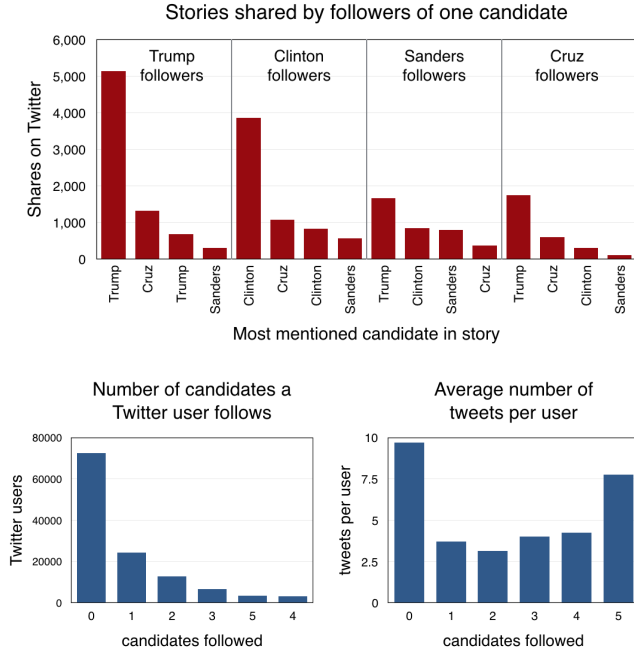 Stories shared by followers of one candidate
6,000
5,000
4,000
3,000
2,000
1,000
0
Shares on Twitter
Trump
followers
Clinton
followers
Sanders
followers
Cruz
followers
Trump
Cruz
Trump
Sanders
Clinton
Cruz
Clinton
Sanders
Trump
Clinton
Sanders
Cruz
Trump
Cruz
Clinton
Sanders
Most mentioned candidate in story
Number of candidates a
Twitter user follows
80000
60000
40000
20000
0
Twitter users
0 1 2 3 5 4
candidates followed
Average number of
tweets per user
10
7.5
5
2.5
0
tweets per user
0 1 2 3 4 5
candidates followed